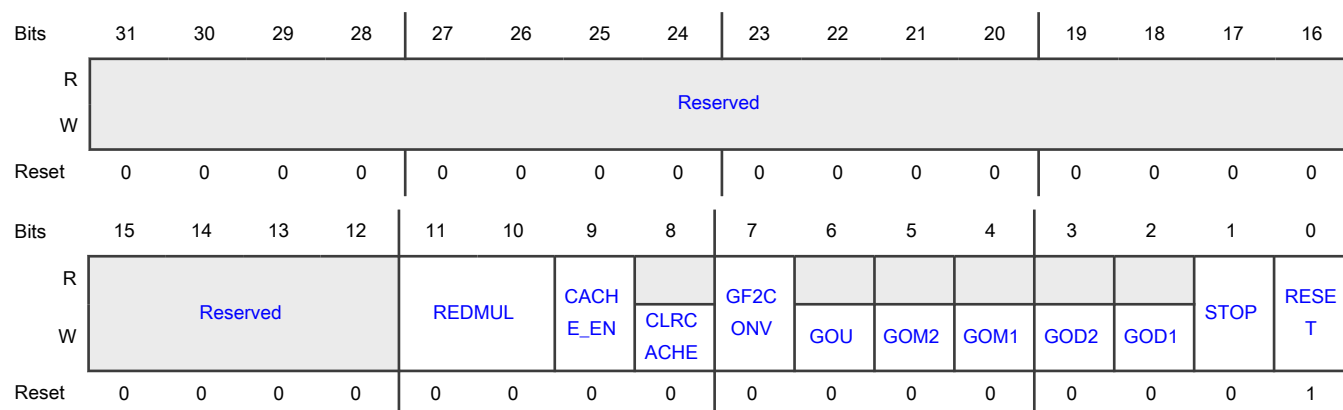 Bits 31 30 29 28 27 26 25 24 23 22 21 20 19 18 17 16
R
Reserved
W
Reset 0 0 0 0 0 0 0 0 0 0 0 0 0 0 0 0
Bits 15 14 13 12 11 10 9 8 7 6 5 4 3 2 1 0
R
Reserved REDMUL CACH
E_EN CLRC
ACHE GF2C
ONV GOU GOM2 GOM1 GOD2 GOD1 STOP RESE
T
W
Reset 0 0 0 0 0 0 0 0 0 0 0 0 0 0 0 1